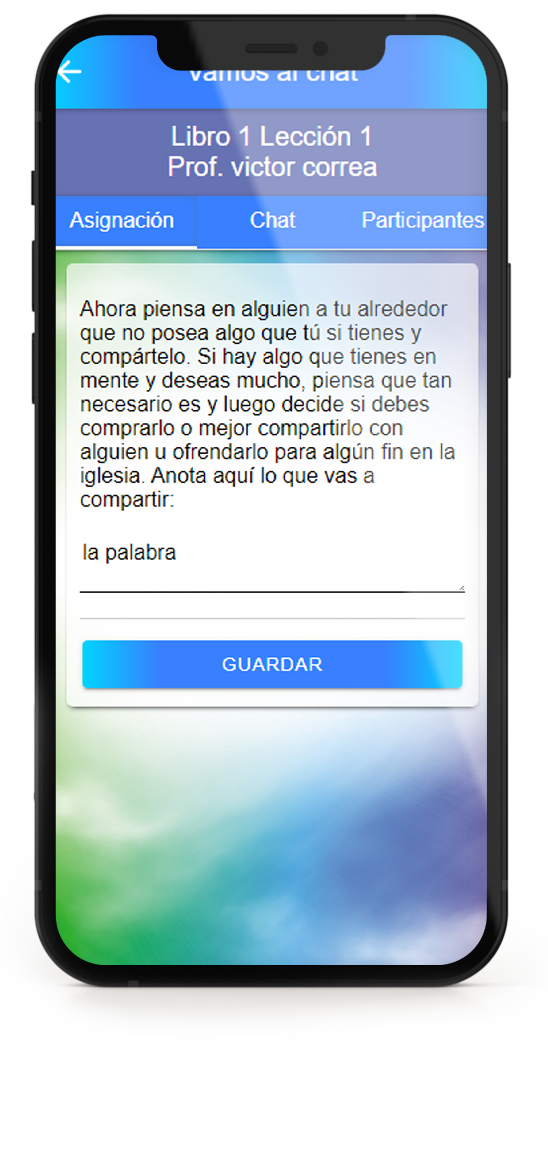 Vamos al chat
Libro 1 Lección 1
Prof. victor correa
Asignación Chat Participantes
Ahora piensa en alguien a tu alrededor
que no posea algo que tú si tienes y
compártelo. Si hay algo que tienes en
mente y deseas mucho, piensa que tan
necesario es y luego decide si debes
comprarlo o mejor compartirlo con
alguien u ofrendarlo para algún fin en la
iglesia. Anota aquí lo que vas a
compartir:
la palabra
GUARDAR